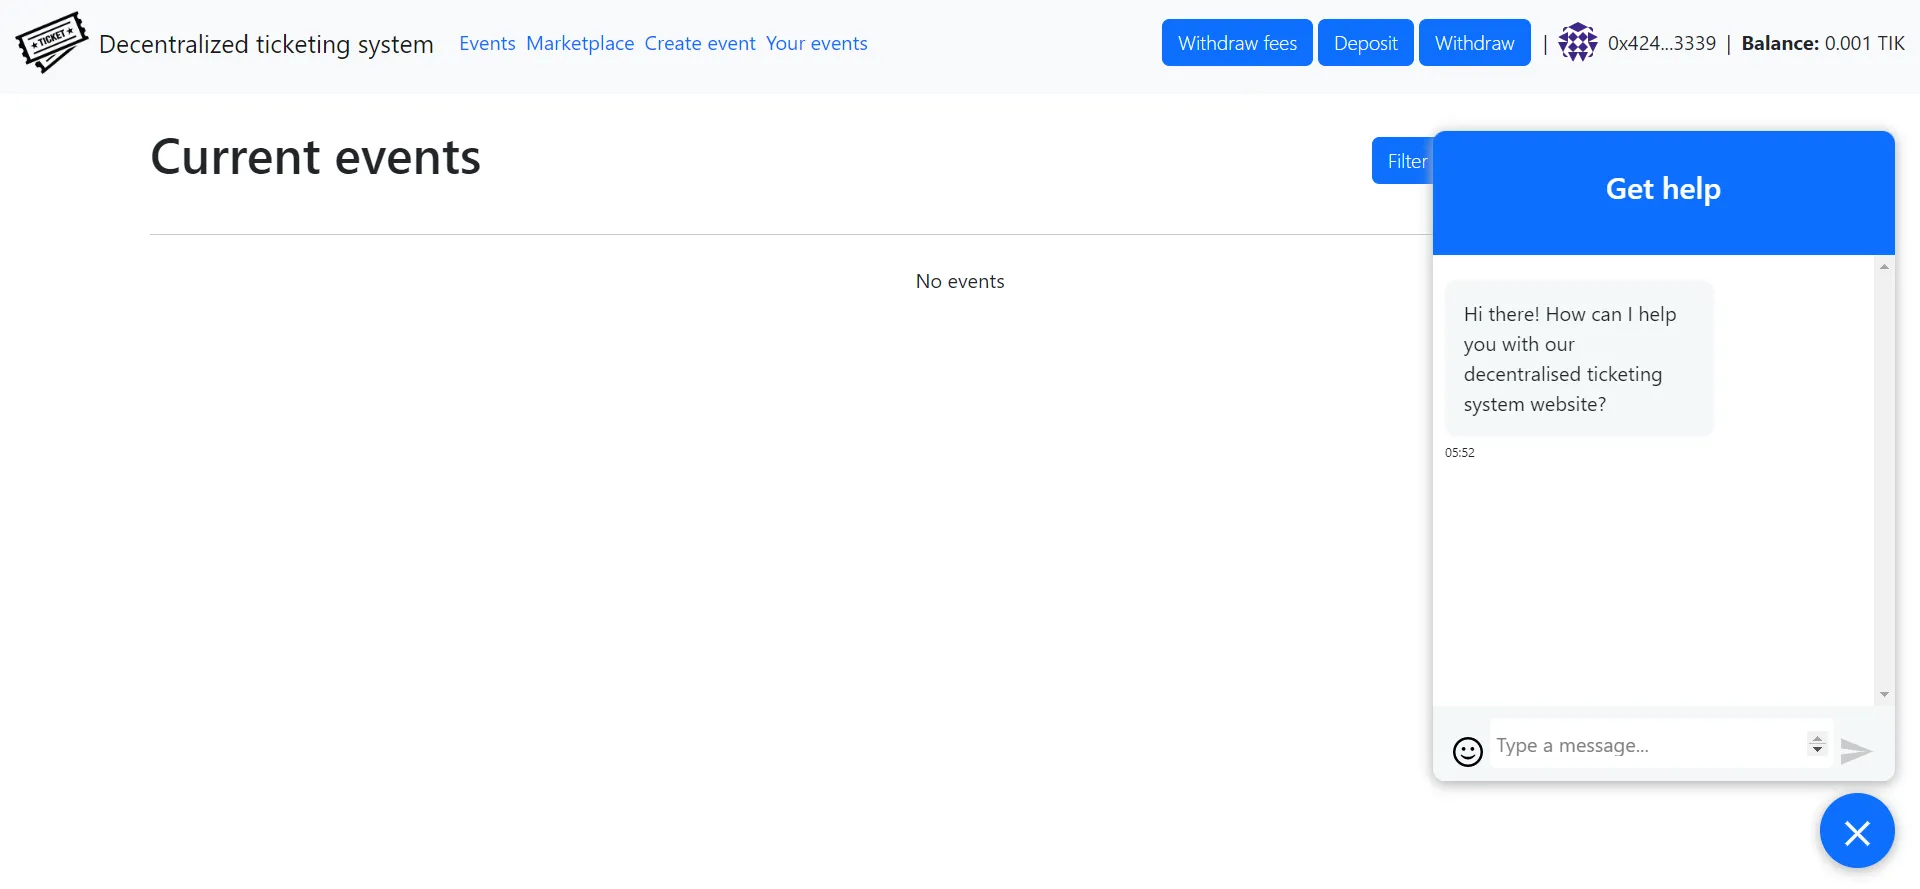 TICKET
Decentralized ticketing system Events Marketplace Create event Your events Withdraw fees Deposit Withdraw | 0x424...3339 | Balance: 0.001 TIK
Current events
Filter
Get help
No events
Hi there! How can I help
you with our
decentralised ticketing
system website?
05:52
Type a message...